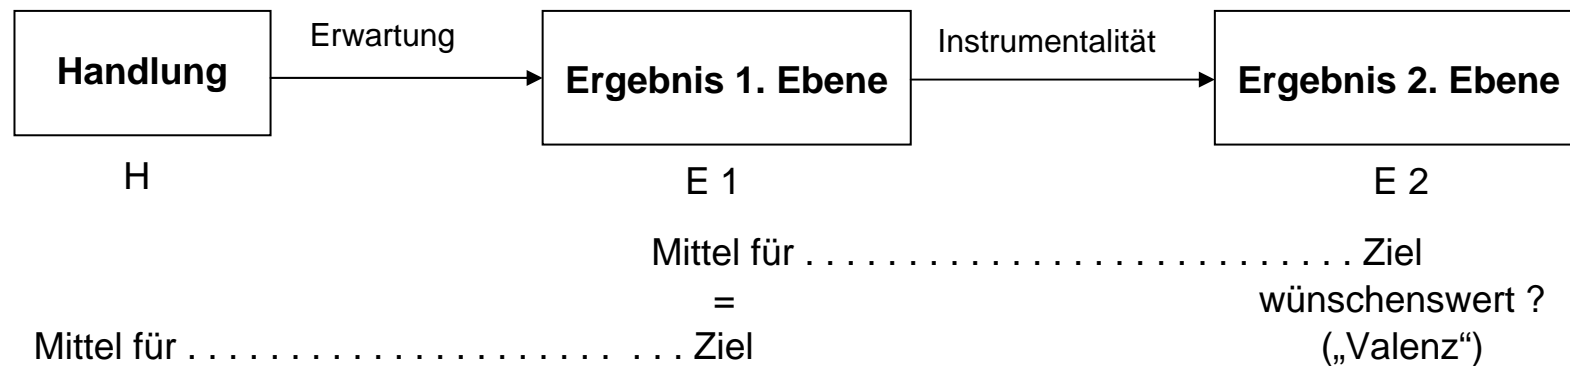 Erwartung
Instrumentalität
Handlung
Ergebnis 1. Ebene
Ergebnis 2. Ebene
H
E 1
E 2
Mittel für . . . . . . . . . . . . . . . . . . . . . . . . . . . Ziel
=
wünschenswert ?
Mittel für . . . . . . . . . . . . . . . . . . . . . . . . . Ziel
(„Valenz“)